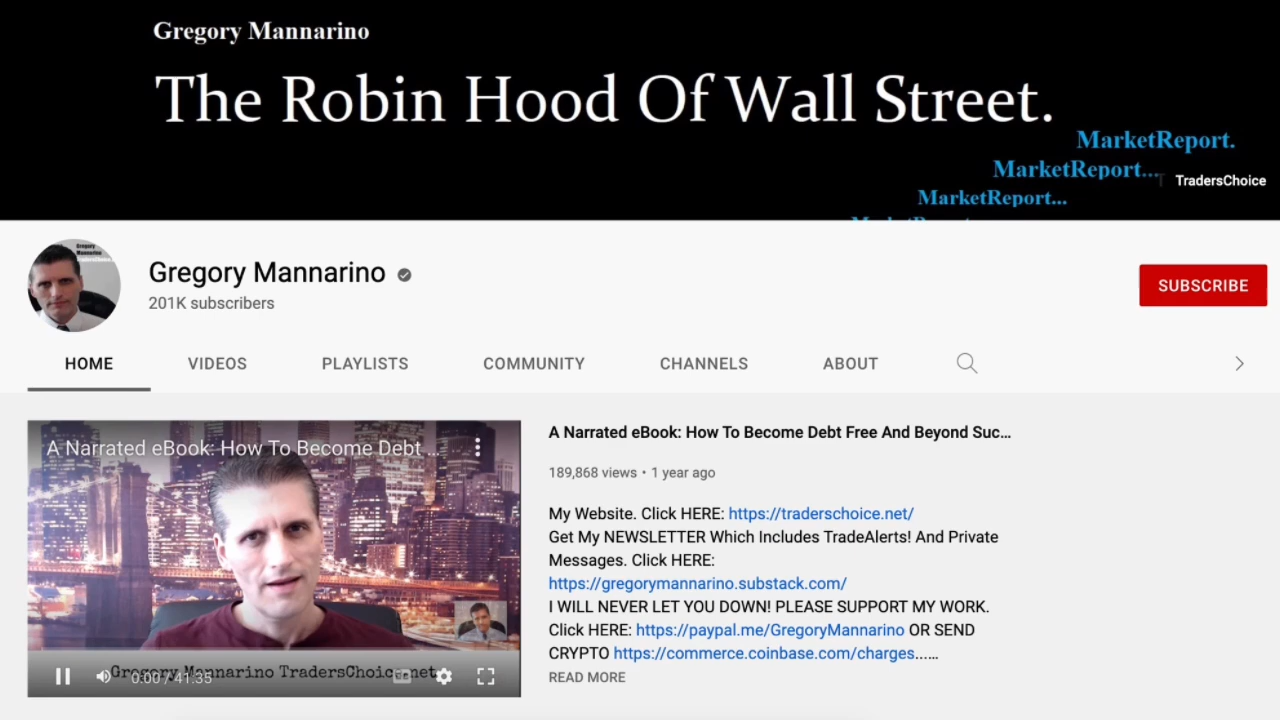 Gregory Mannarino
The Robin Hood Of Wall Street.
MarketReport.
MarketReport...
TradersChoice
MarketReport...
Gregory Mannarino
201K subscribers
SUBSCRIBE
HOME
VIDEOS
PLAYLISTS
COMMUNITY
CHANNELS
ABOUT
A Narrated eBook: How To Become Debt ...
Gregory Mannarino TradersChoice.net
0:00 / 41:35
A Narrated eBook: How To Become Debt Free And Beyond Suc...
189,868 views • 1 year ago
My Website. Click HERE: https://traderschoice.net/
Get My NEWSLETTER Which Includes TradeAlerts! And Private
Messages. Click HERE:
https://gregorymannarino.substack.com/
I WILL NEVER LET YOU DOWN! PLEASE SUPPORT MY WORK.
Click HERE: https://paypal.me/GregoryMannarino OR SEND
CRYPTO https://commerce.coinbase.com/charges...…
READ MORE